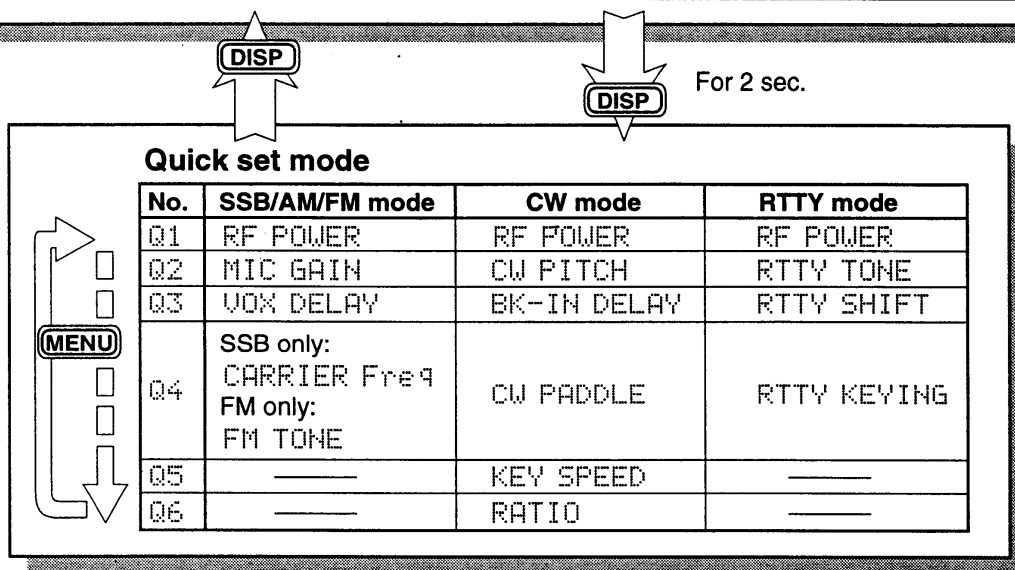 DISP
DISP
For 2 sec.
Quick set mode
No. SSB/AM/FM mode CW mode RTTY mode
Q1 RF POWER RF POWER RF POWER
Q2 MIC GAIN CW PITCH RTTY TONE
Q3 VOX DELAY BK-IN DELAY RTTY SHIFT
MENU
Q4 SSB only:
CARRIER Freq
FM only:
FM TONE
CW PADDLE RTTY KEYING
Q5 —— KEY SPEED ——
Q6 —— RATIO ——